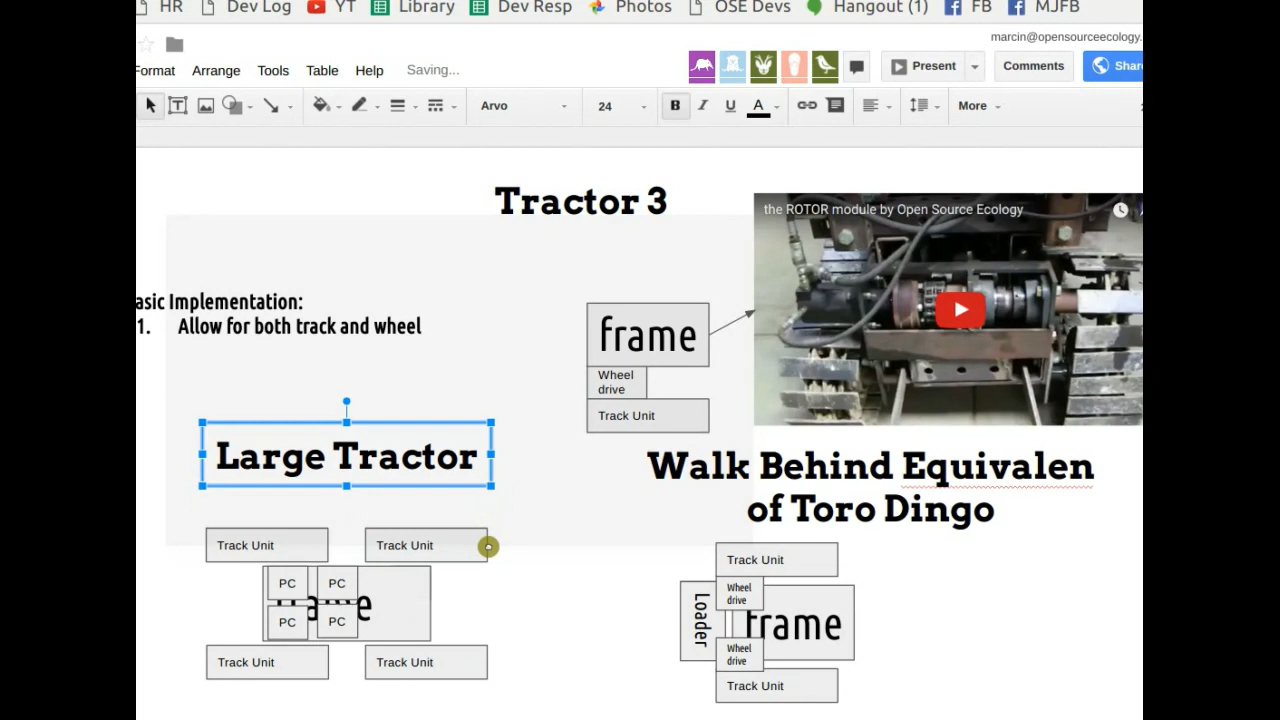 HR Dev Log YT Library Dev Resp Photos OSE Devs Hangout (1) FB MJFB
marcin@opensourceecology.
ormat Arrange Tools Table Help Saving... Present Comments Shar
Arvo 24 B I U A More
Tractor 3
the ROTOR module by Open Source Ecology
asic Implementation:
1. Allow for both track and wheel
frame
Wheel
drive
Track Unit
Large Tractor
Walk Behind Equivalen
of Toro Dingo
Track Unit Track Unit
PC PC
frame
PC PC
Track Unit Track Unit
Track Unit
Wheel
drive
Loader
frame
Wheel
drive
Track Unit